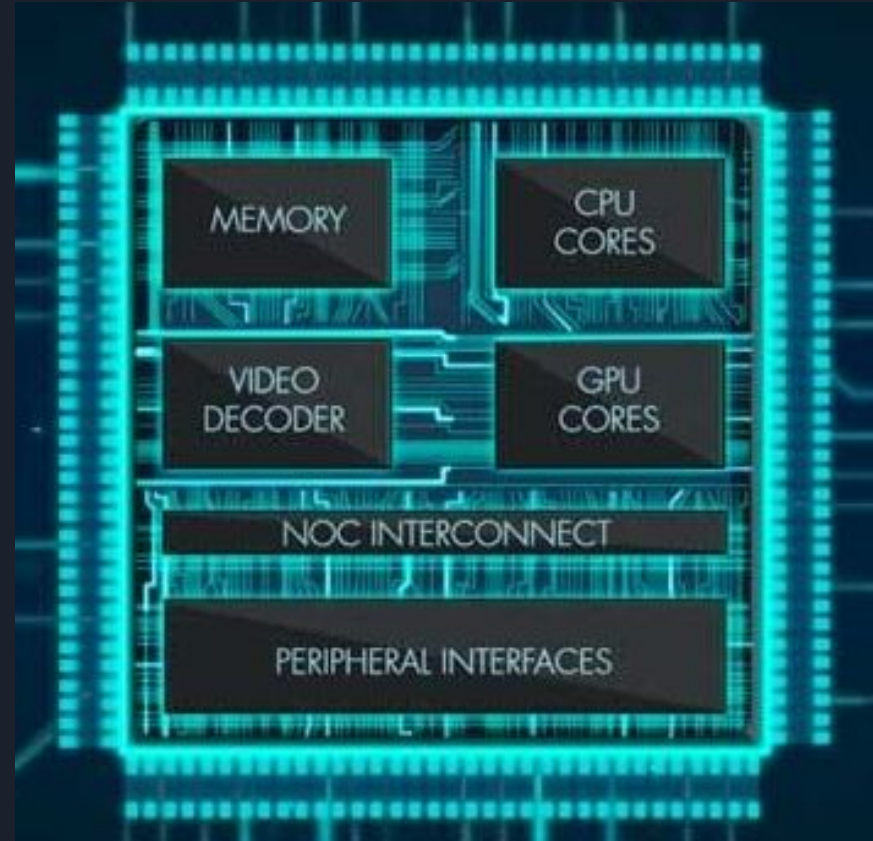 MEMORY
CPU
CORES
VIDEO
DECODER
GPU
CORES
NOC INTERCONNECT
PERIPHERAL INTERFACES